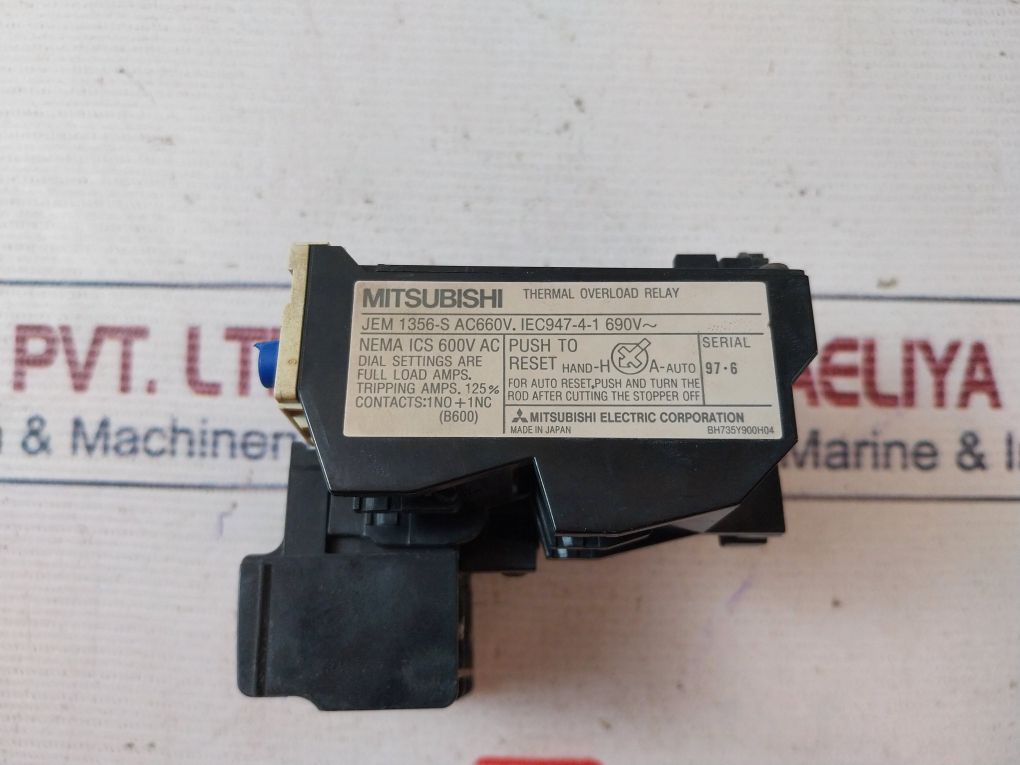 MITSUBISHI THERMAL OVERLOAD RELAY
JEM 1356-S AC660V. IEC947-4-1 690V~
NEMA ICS 600V AC
DIAL SETTINGS ARE
FULL LOAD AMPS.
TRIPPING AMPS. 125%
CONTACTS:1NO+1NC
(B600)
PUSH TO
RESET HAND-H A-AUTO
FOR AUTO RESET,PUSH AND TURN THE
ROD AFTER CUTTING THE STOPPER OFF
SERIAL
97·6
MITSUBISHI ELECTRIC CORPORATION
MADE IN JAPAN BH735Y900H04
PVT. LT
AELIYA
& Machiner
Marine & In